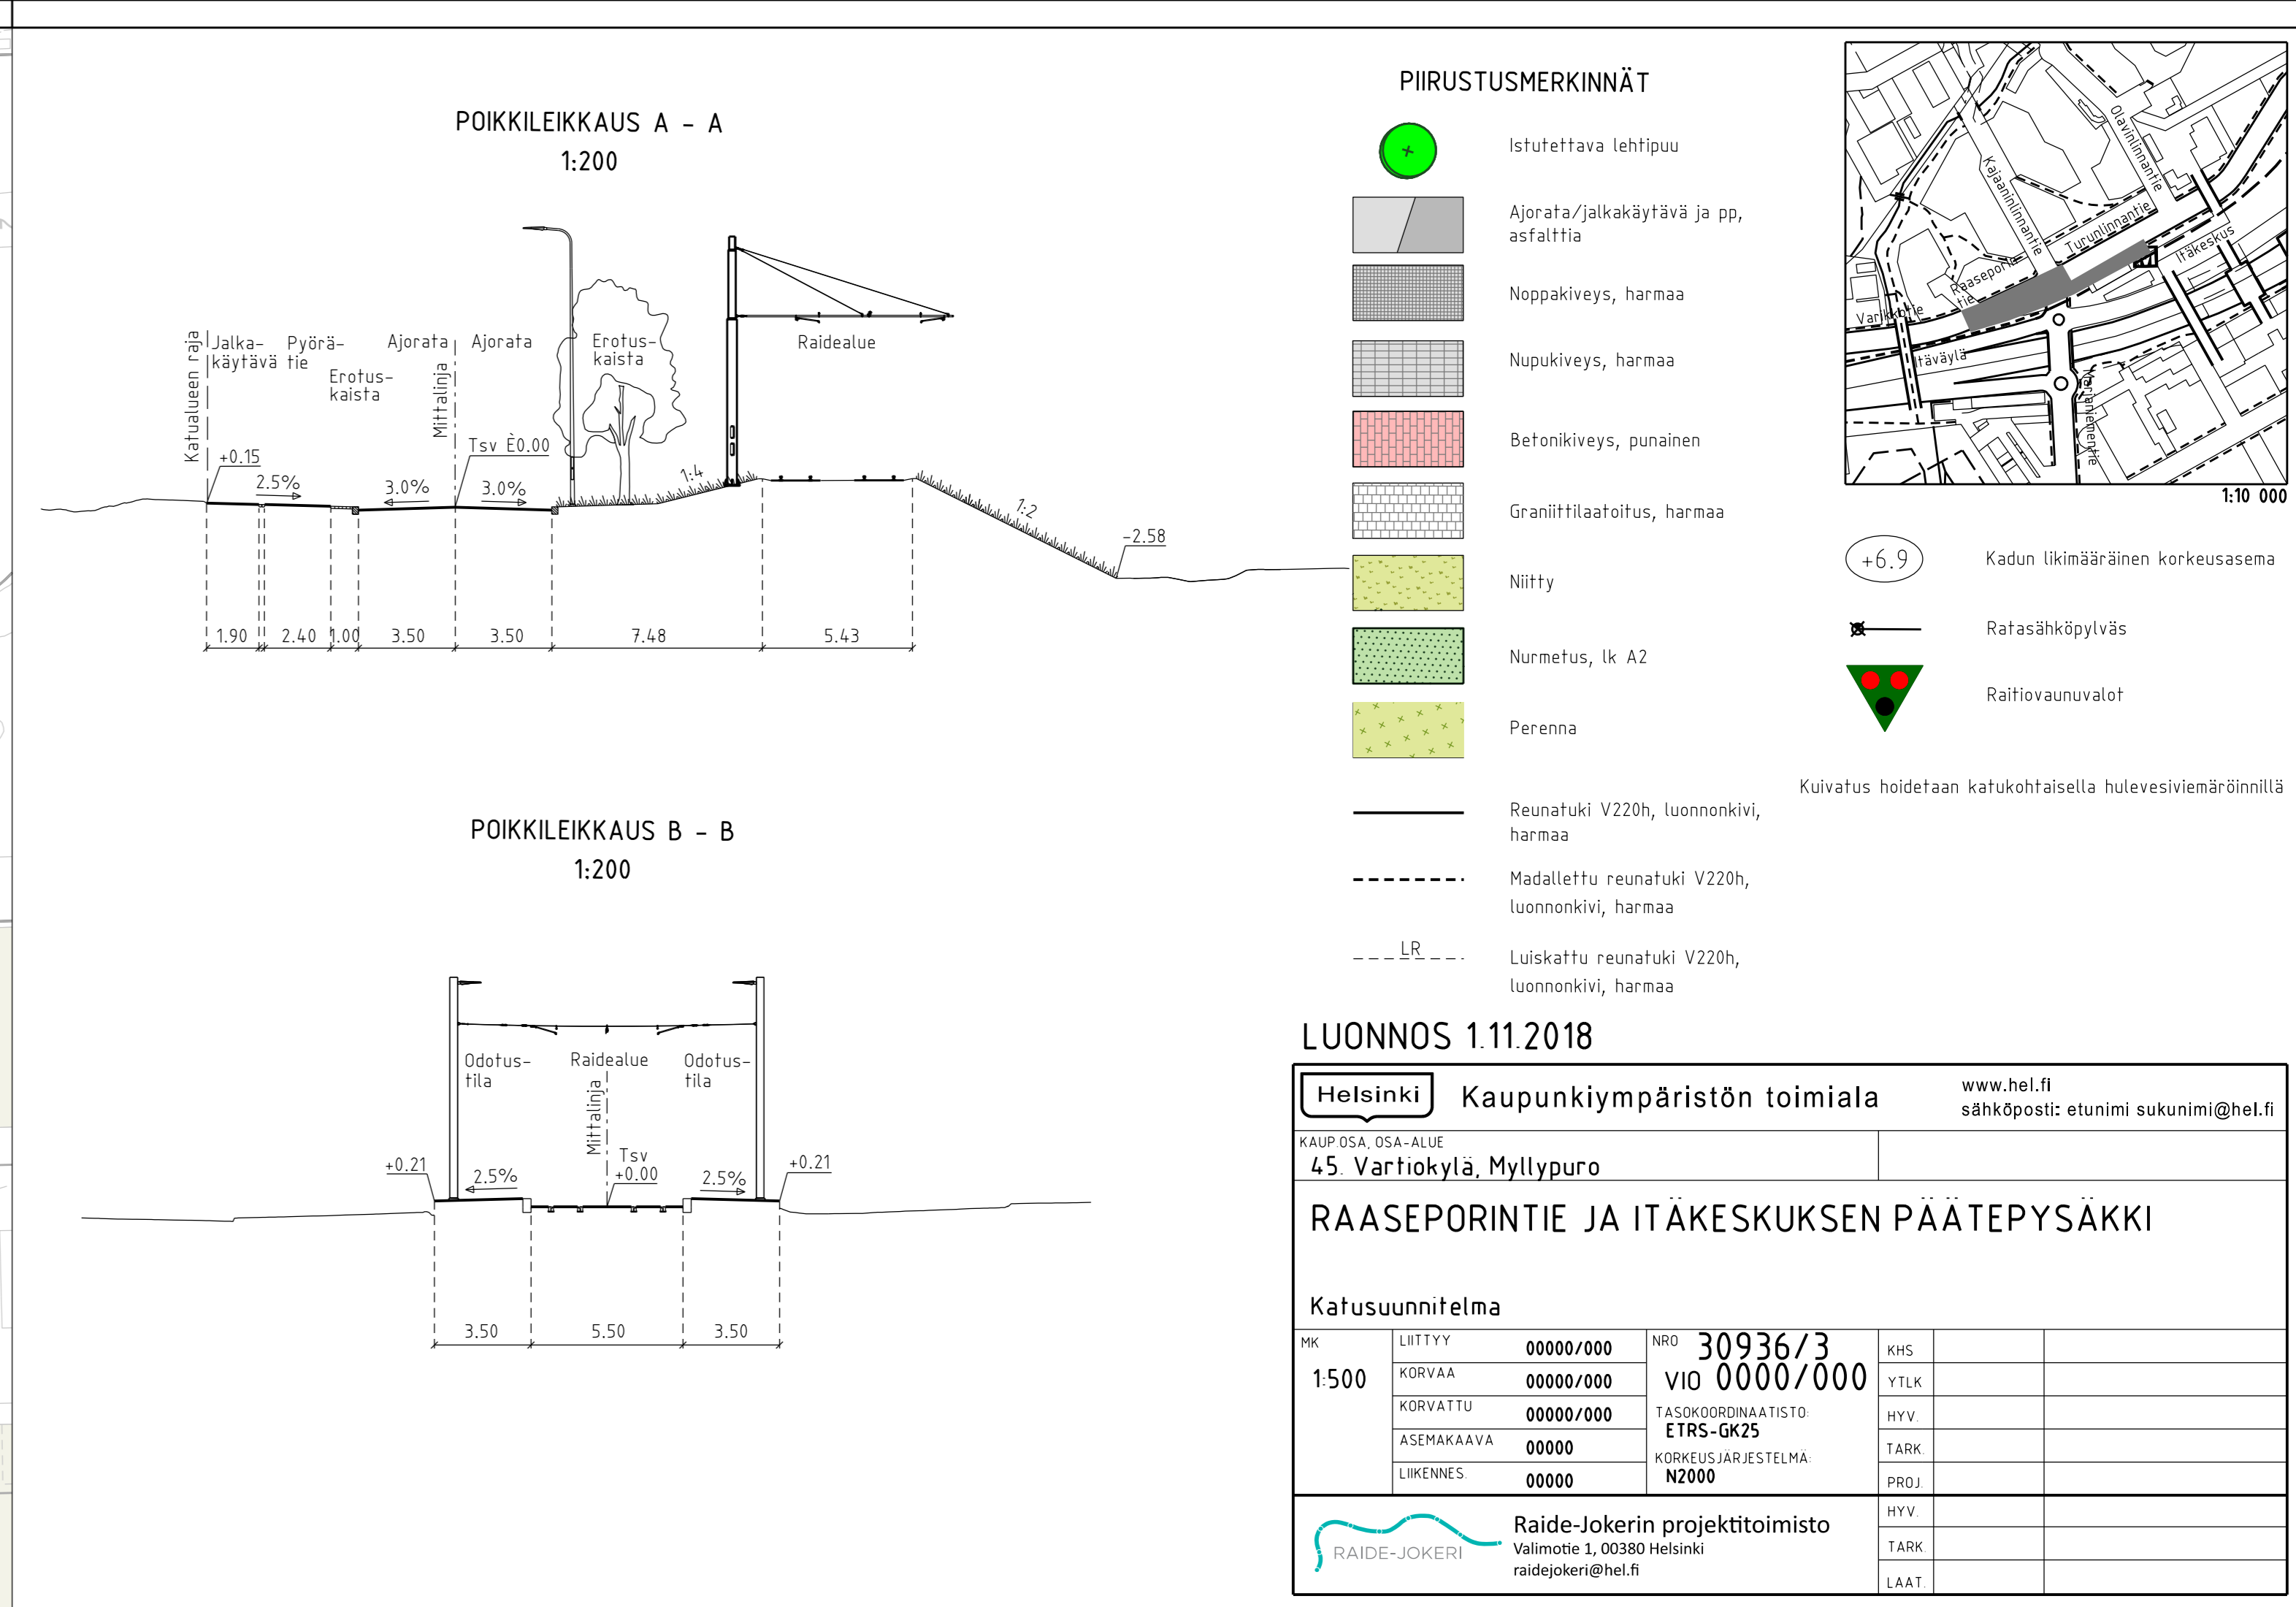 POIKKILEIKKAUS A - A
1:200
Katualueen raja
Jalka-
käytävä
Pyörä-
tie
Erotus-
kaista
Ajorata
Mittalinja
Ajorata
Erotus-
kaista
Raidealue
+0.15
2.5%
3.0%
Tsv È0.00
3.0%
1:4
1:2
-2.58
1.90
2.40
1.00
3.50
3.50
7.48
5.43
POIKKILEIKKAUS B - B
1:200
Odotus-
tila
Raidealue
Odotus-
tila
Mittalinja
+0.21
2.5%
Tsv
+0.00
2.5%
+0.21
3.50
5.50
3.50
PIIRUSTUSMERKINNÄT
Istutettava lehtipuu
Ajorata/jalkakäytävä ja pp,
asfalttia
Noppakiveys, harmaa
Nupukiveys, harmaa
Betonikiveys, punainen
Graniittilaatoitus, harmaa
Niitty
Nurmetus, lk A2
Perenna
Reunatuki V220h, luonnonkivi,
harmaa
Madallettu reunatuki V220h,
luonnonkivi, harmaa
LR
Luiskattu reunatuki V220h,
luonnonkivi, harmaa
Olavinlinnantie
Kajaaninlinnantie
Turunlinnantie
Itäkeskus
Raaseporin
tie
Varikkotie
Itäväylä
Marjaniementie
1:10 000
+6.9
Kadun likimääräinen korkeusasema
Ratasähköpylväs
Raitiovaunuvalot
Kuivatus hoidetaan katukohtaisella hulevesiviemäröinnillä
LUONNOS 1.11.2018
Helsinki
Kaupunkiympäristön toimiala
www.hel.fi
sähköposti: etunimi sukunimi@hel.fi
KAUP.OSA, OSA-ALUE
45. Vartiokylä, Myllypuro
RAASEPORINTIE JA ITÄKESKUKSEN PÄÄTEPYSÄKKI
Katusuunnitelma
MK
1:500
LIITTYY 00000/000
KORVAA 00000/000
KORVATTU 00000/000
ASEMAKAAVA 00000
LIIKENNES. 00000
NRO 30936/3
VIO 0000/000
TASOKOORDINAATISTO:
ETRS-GK25
KORKEUSJÄRJESTELMÄ:
N2000
KHS
YTLK
HYV.
TARK.
PROJ.
HYV.
TARK.
LAAT.
RAIDE-JOKERI
Raide-Jokerin projektitoimisto
Valimotie 1, 00380 Helsinki
raidejokeri@hel.fi